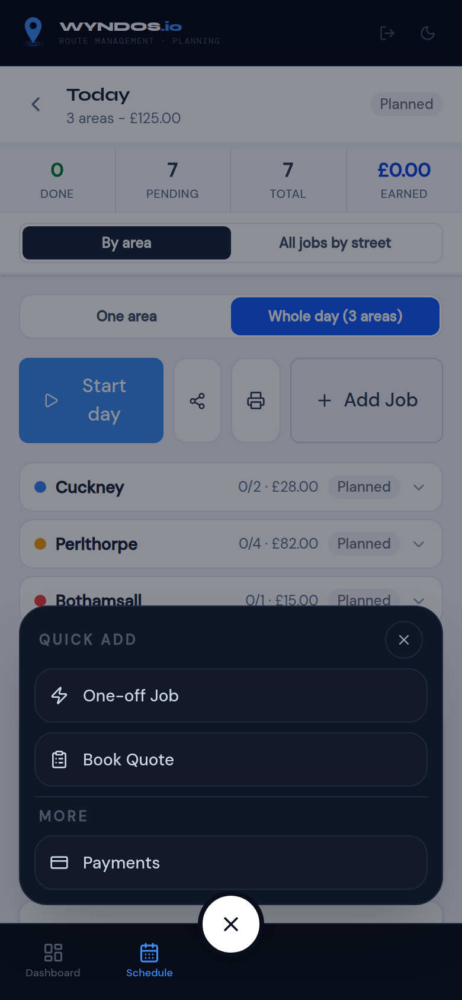 WYNDOS.io
ROUTE MANAGEMENT · PLANNING
Today
3 areas - £125.00
Planned
0
DONE
7
PENDING
7
TOTAL
£0.00
EARNED
By area
All jobs by street
One area
Whole day (3 areas)
Start
day
Add Job
Cuckney
0/2 · £28.00
Planned
Perlthorpe
0/4 · £82.00
Planned
Bothamsall
0/1 · £15.00
Planned
QUICK ADD
One-off Job
Book Quote
MORE
Payments
Dashboard
Schedule